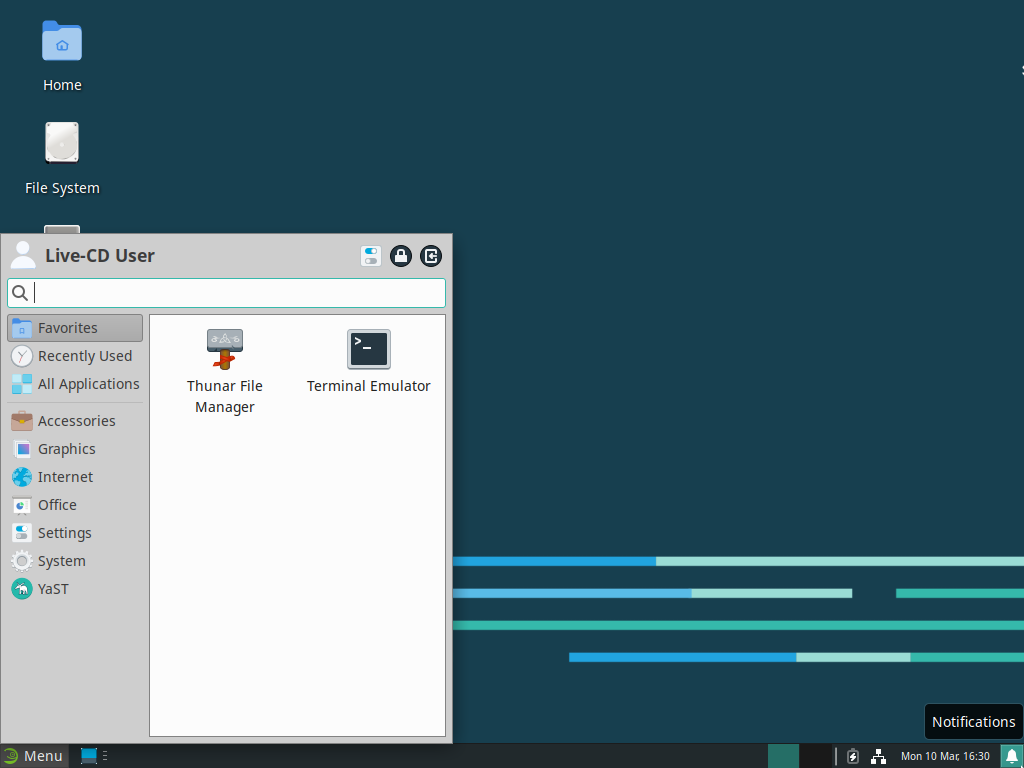 Home
File System
Live-CD User
Favorites
Recently Used
All Applications
Accessories
Graphics
Internet
Office
Settings
System
YaST
Thunar File
Manager
Terminal Emulator
Notifications
Menu
Mon 10 Mar, 16:30